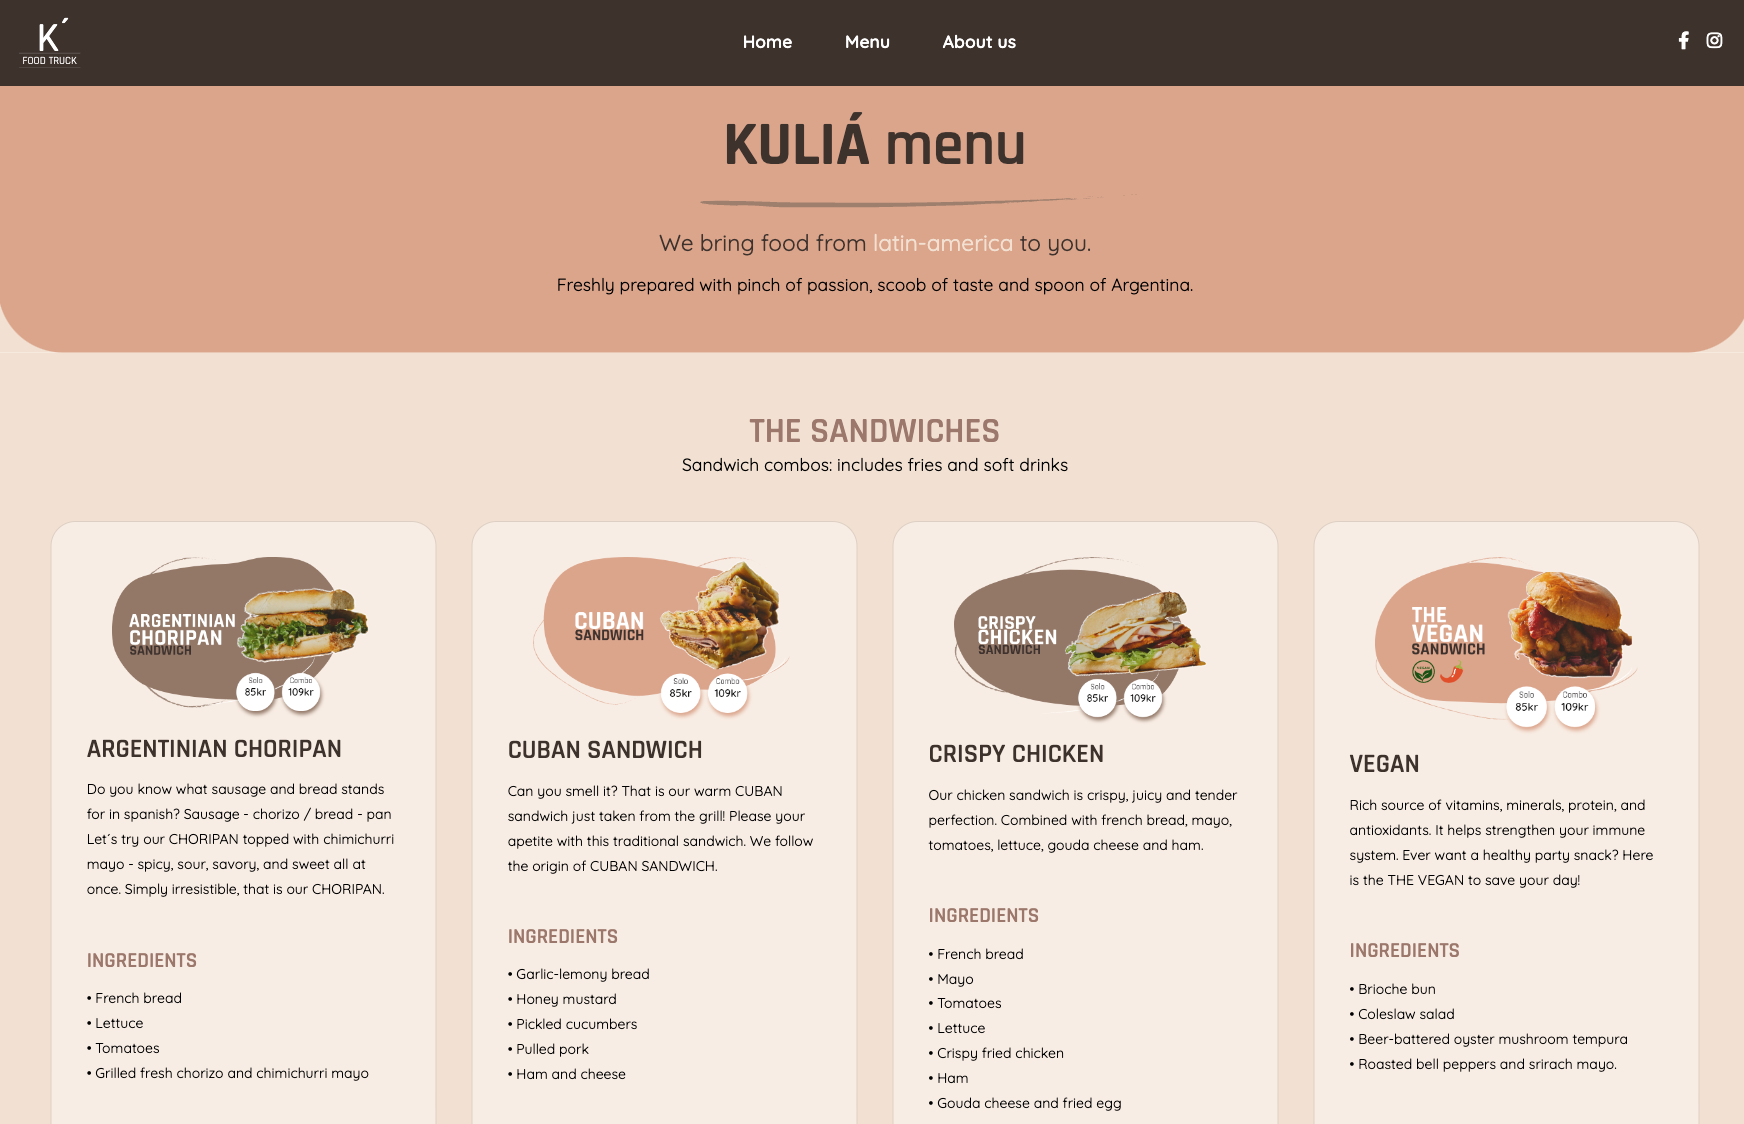 K´
FOOD TRUCK
Home
Menu
About us
KULIÁ menu
We bring food from latin-america to you.
Freshly prepared with pinch of passion, scoob of taste and spoon of Argentina.
THE SANDWICHES
Sandwich combos: includes fries and soft drinks
ARGENTINIAN
CHORIPAN
SANDWICH
Solo
85kr
Combo
109kr
ARGENTINIAN CHORIPAN
Do you know what sausage and bread stands
for in spanish? Sausage - chorizo / bread - pan
Let´s try our CHORIPAN topped with chimichurri
mayo - spicy, sour, savory, and sweet all at
once. Simply irresistible, that is our CHORIPAN.
INGREDIENTS
• French bread
• Lettuce
• Tomatoes
• Grilled fresh chorizo and chimichurri mayo
CUBAN
SANDWICH
Solo
85kr
Combo
109kr
CUBAN SANDWICH
Can you smell it? That is our warm CUBAN
sandwich just taken from the grill! Please your
apetite with this traditional sandwich. We follow
the origin of CUBAN SANDWICH.
INGREDIENTS
• Garlic-lemony bread
• Honey mustard
• Pickled cucumbers
• Pulled pork
• Ham and cheese
CRISPY
CHICKEN
SANDWICH
Solo
85kr
Combo
109kr
CRISPY CHICKEN
Our chicken sandwich is crispy, juicy and tender
perfection. Combined with french bread, mayo,
tomatoes, lettuce, gouda cheese and ham.
INGREDIENTS
• French bread
• Mayo
• Tomatoes
• Lettuce
• Crispy fried chicken
• Ham
• Gouda cheese and fried egg
THE
VEGAN
SANDWICH
Solo
85kr
Combo
109kr
VEGAN
Rich source of vitamins, minerals, protein, and
antioxidants. It helps strengthen your immune
system. Ever want a healthy party snack? Here
is the THE VEGAN to save your day!
INGREDIENTS
• Brioche bun
• Coleslaw salad
• Beer-battered oyster mushroom tempura
• Roasted bell peppers and srirach mayo.